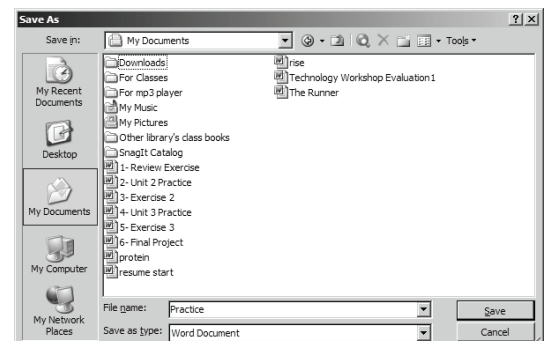 Save As
Save in:
My Documents
Tools
My Recent
Documents
Desktop
My Documents
My Computer
My Network
Places
Downloads
For Classes
For mp3 player
My Music
My Pictures
Other library's class books
SnagIt Catalog
1- Review Exercise
2- Unit 2 Practice
3- Exercise 2
4- Unit 3 Practice
5- Exercise 3
6- Final Project
protein
resume start
rise
Technology Workshop Evaluation1
The Runner
File name:
Practice
Save
Save as type:
Word Document
Cancel